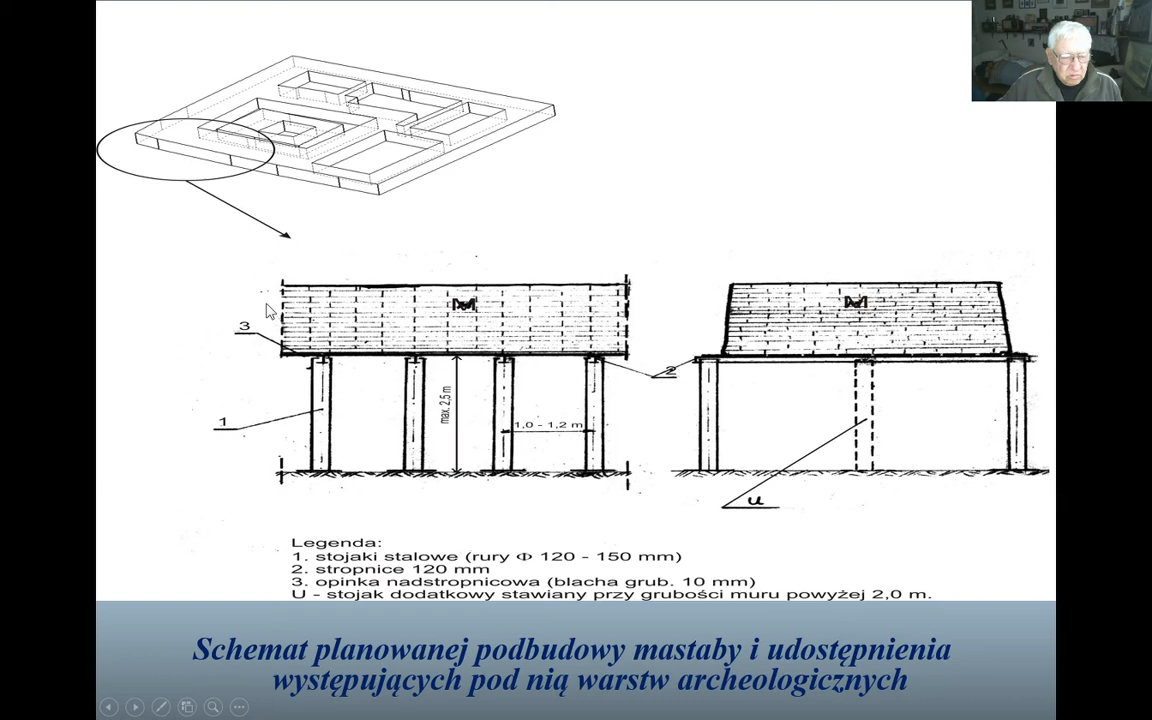 M
M
3
2
1
max. 2,5 m
1,0 - 1,2 m
u
Legenda:
1. stojaki stalowe (rury Φ 120 - 150 mm)
2. stropnice 120 mm
3. opinka nadstropnicowa (blacha grub. 10 mm)
U - stojak dodatkowy stawiany przy grubości muru powyżej 2,0 m.
Schemat planowanej podbudowy mastaby i udostępnienia
występujących pod nią warstw archeologicznych